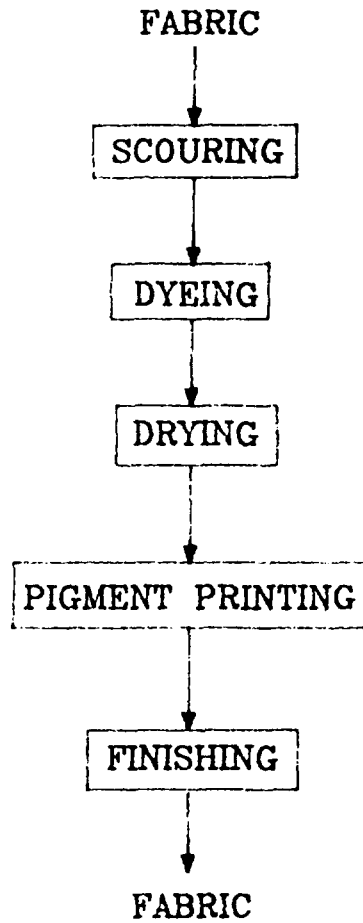 FABRIC
SCOURING
DYEING
DRYING
PIGMENT PRINTING
FINISHING
FABRIC